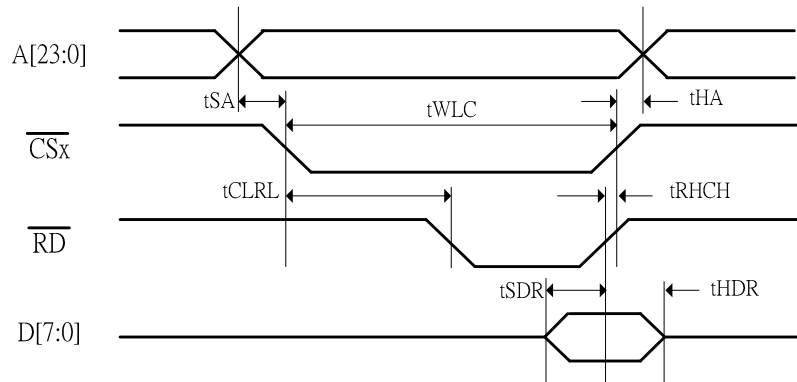 A[23:0]
tSA
tWLC
tHA
CSx
tCLRL
tRHCH
RD
tSDR
tHDR
D[7:0]